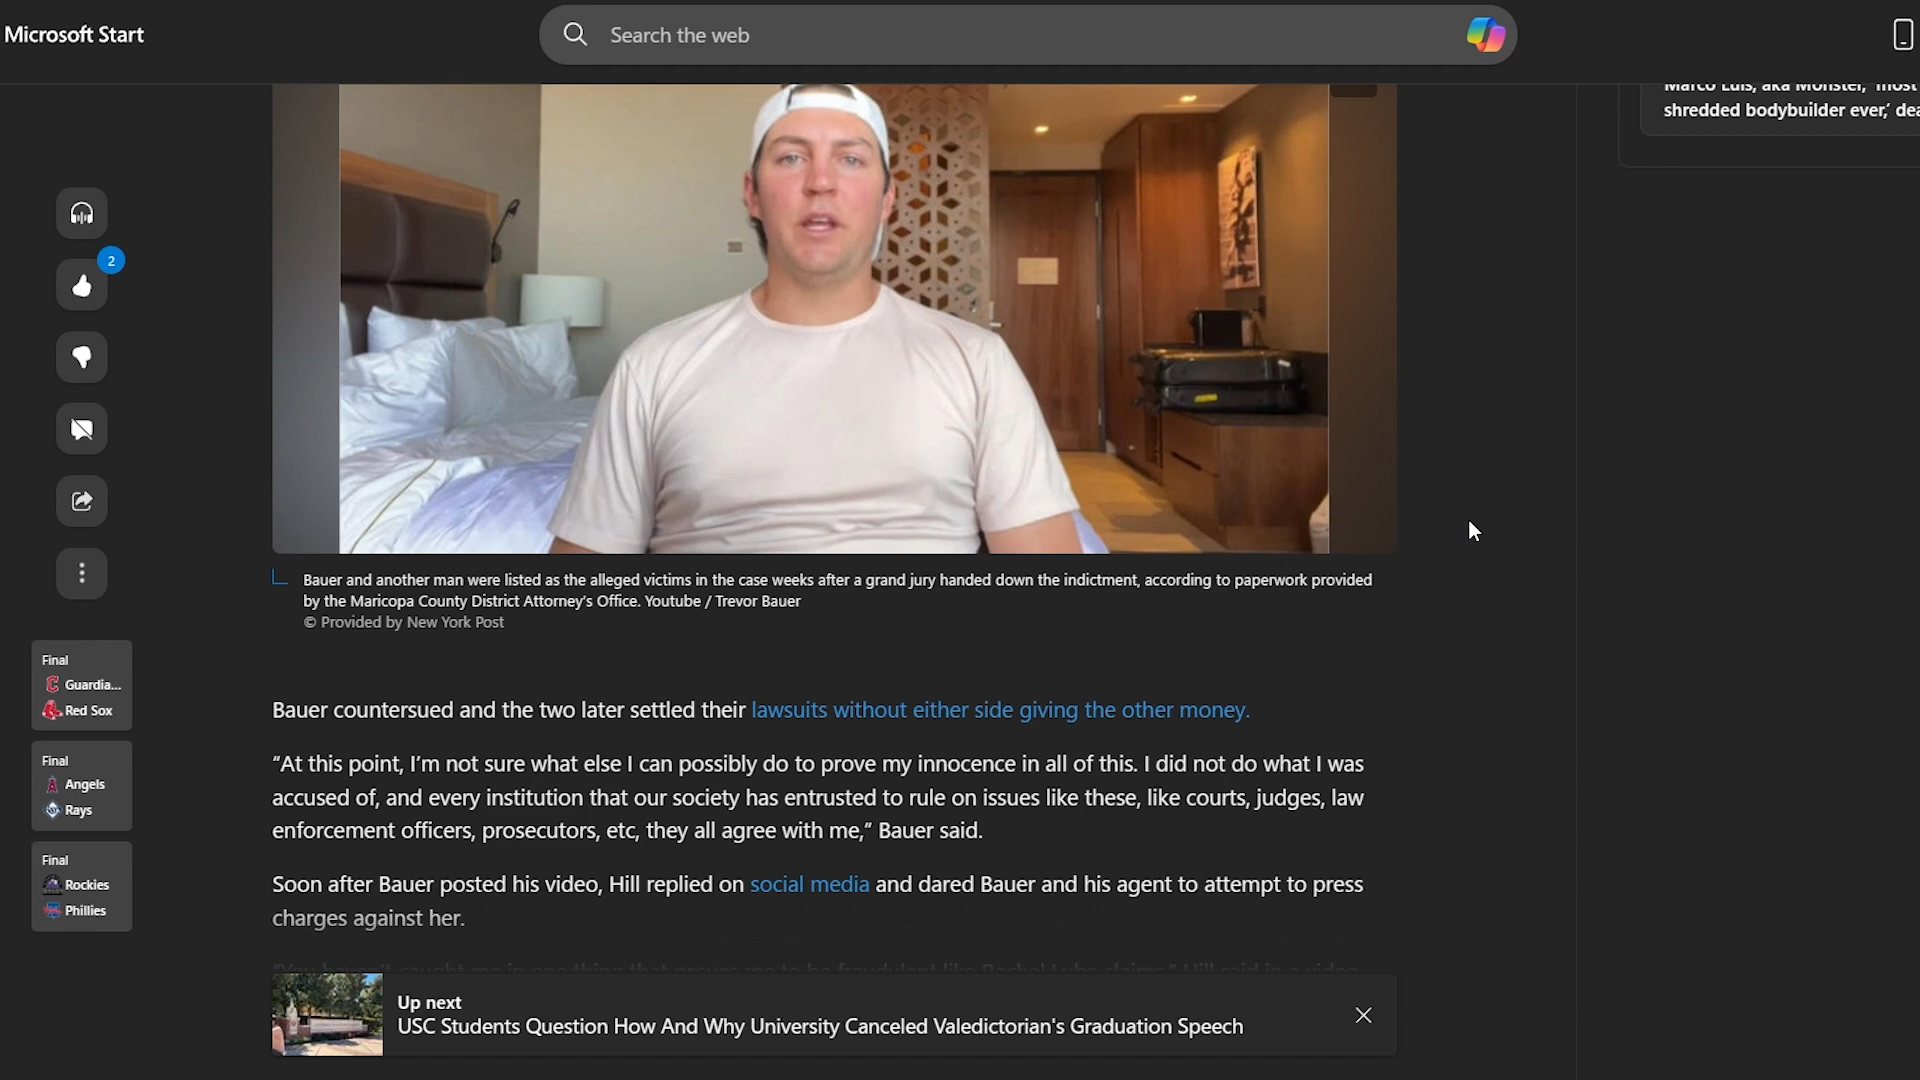 Microsoft Start
Search the web
Marco Luis, aka Monster, 'most
shredded bodybuilder ever,' dea
2
Bauer and another man were listed as the alleged victims in the case weeks after a grand jury handed down the indictment, according to paperwork provided
by the Maricopa County District Attorney's Office. Youtube / Trevor Bauer
© Provided by New York Post
Final
Guardia...
Red Sox
Bauer countersued and the two later settled their lawsuits without either side giving the other money.
Final
Angels
Rays
“At this point, I’m not sure what else I can possibly do to prove my innocence in all of this. I did not do what I was
accused of, and every institution that our society has entrusted to rule on issues like these, like courts, judges, law
enforcement officers, prosecutors, etc, they all agree with me,” Bauer said.
Final
Rockies
Phillies
Soon after Bauer posted his video, Hill replied on social media and dared Bauer and his agent to attempt to press
charges against her.
Up next
USC Students Question How And Why University Canceled Valedictorian's Graduation Speech